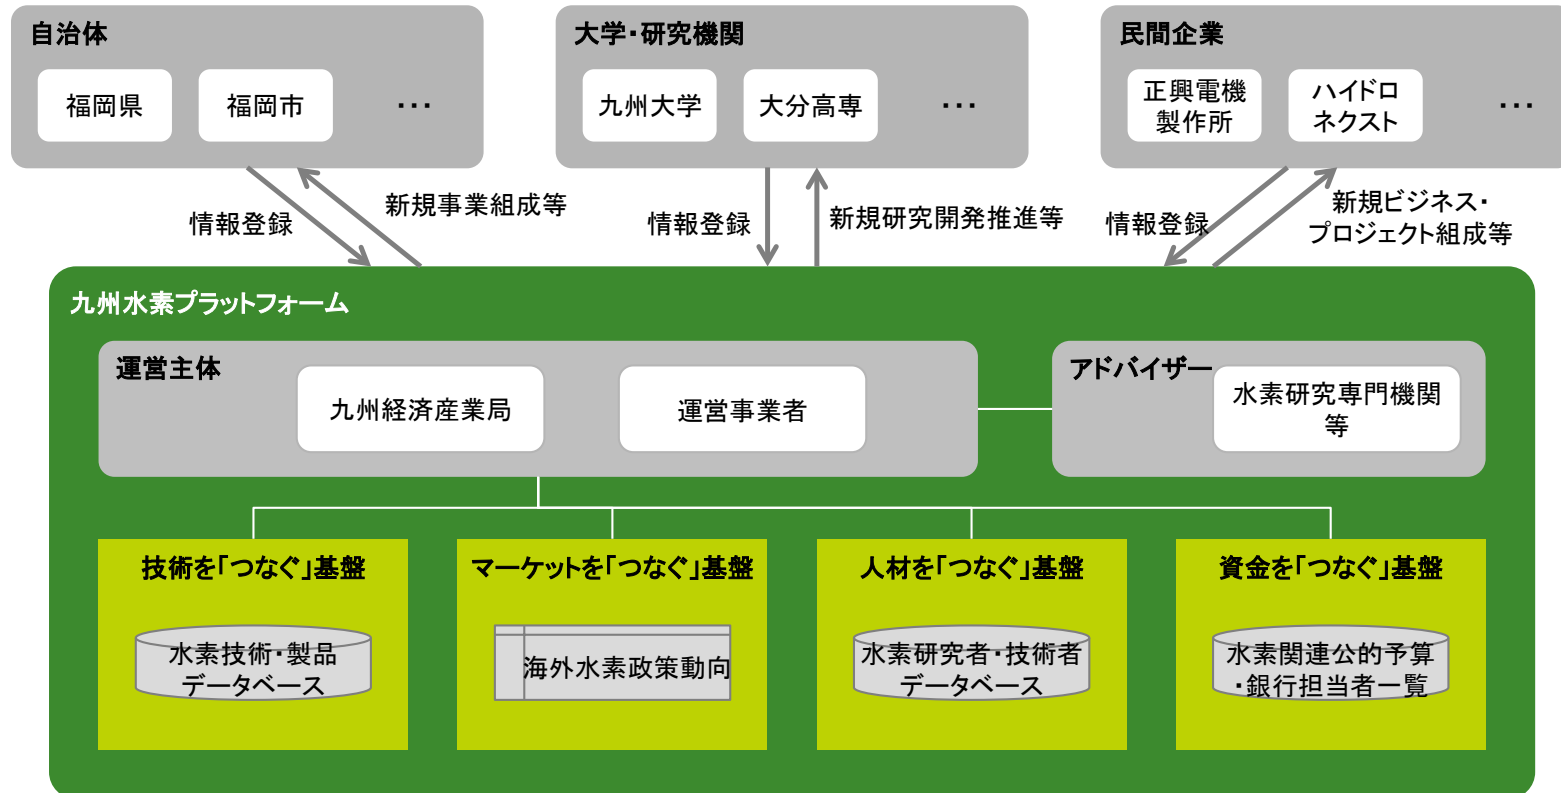 自治体
福岡県
福岡市
・・・
大学・研究機関
九州大学
大分高専
・・・
民間企業
正興電機
製作所
ハイドロ
ネクスト
・・・
情報登録
新規事業組成等
情報登録
新規研究開発推進等
情報登録
新規ビジネス・
プロジェクト組成等
九州水素プラットフォーム
運営主体
九州経済産業局
運営事業者
アドバイザー
水素研究専門機関
等
技術を「つなぐ」基盤
水素技術・製品
データベース
マーケットを「つなぐ」基盤
海外水素政策動向
人材を「つなぐ」基盤
水素研究者・技術者
データベース
資金を「つなぐ」基盤
水素関連公的予算
・銀行担当者一覧